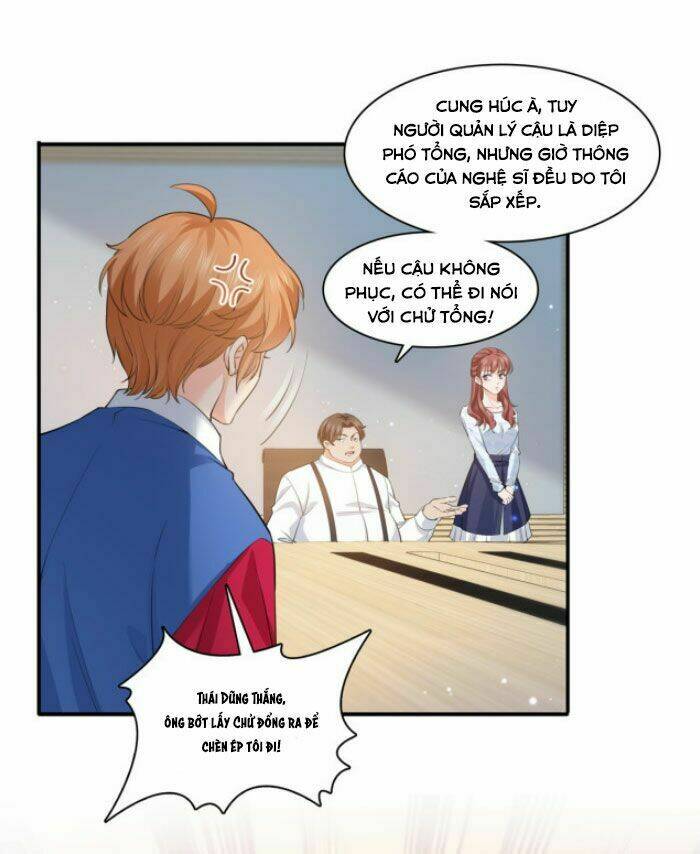 CUNG HÚC À, TUY
NGƯỜI QUẢN LÝ CẬU LÀ DIỆP
PHÓ TỔNG, NHƯNG GIỜ THÔNG
CÁO CỦA NGHỆ SĨ ĐỀU DO TÔI
SẮP XẾP.
NẾU CẬU KHÔNG
PHỤC, CÓ THỂ ĐI NÓI
VỚI CHỬ TỔNG!
THÁI DŨNG THẮNG,
ÔNG BỚT LẤY CHỬ ĐỔNG RA ĐỂ
CHÈN ÉP TÔI ĐI!